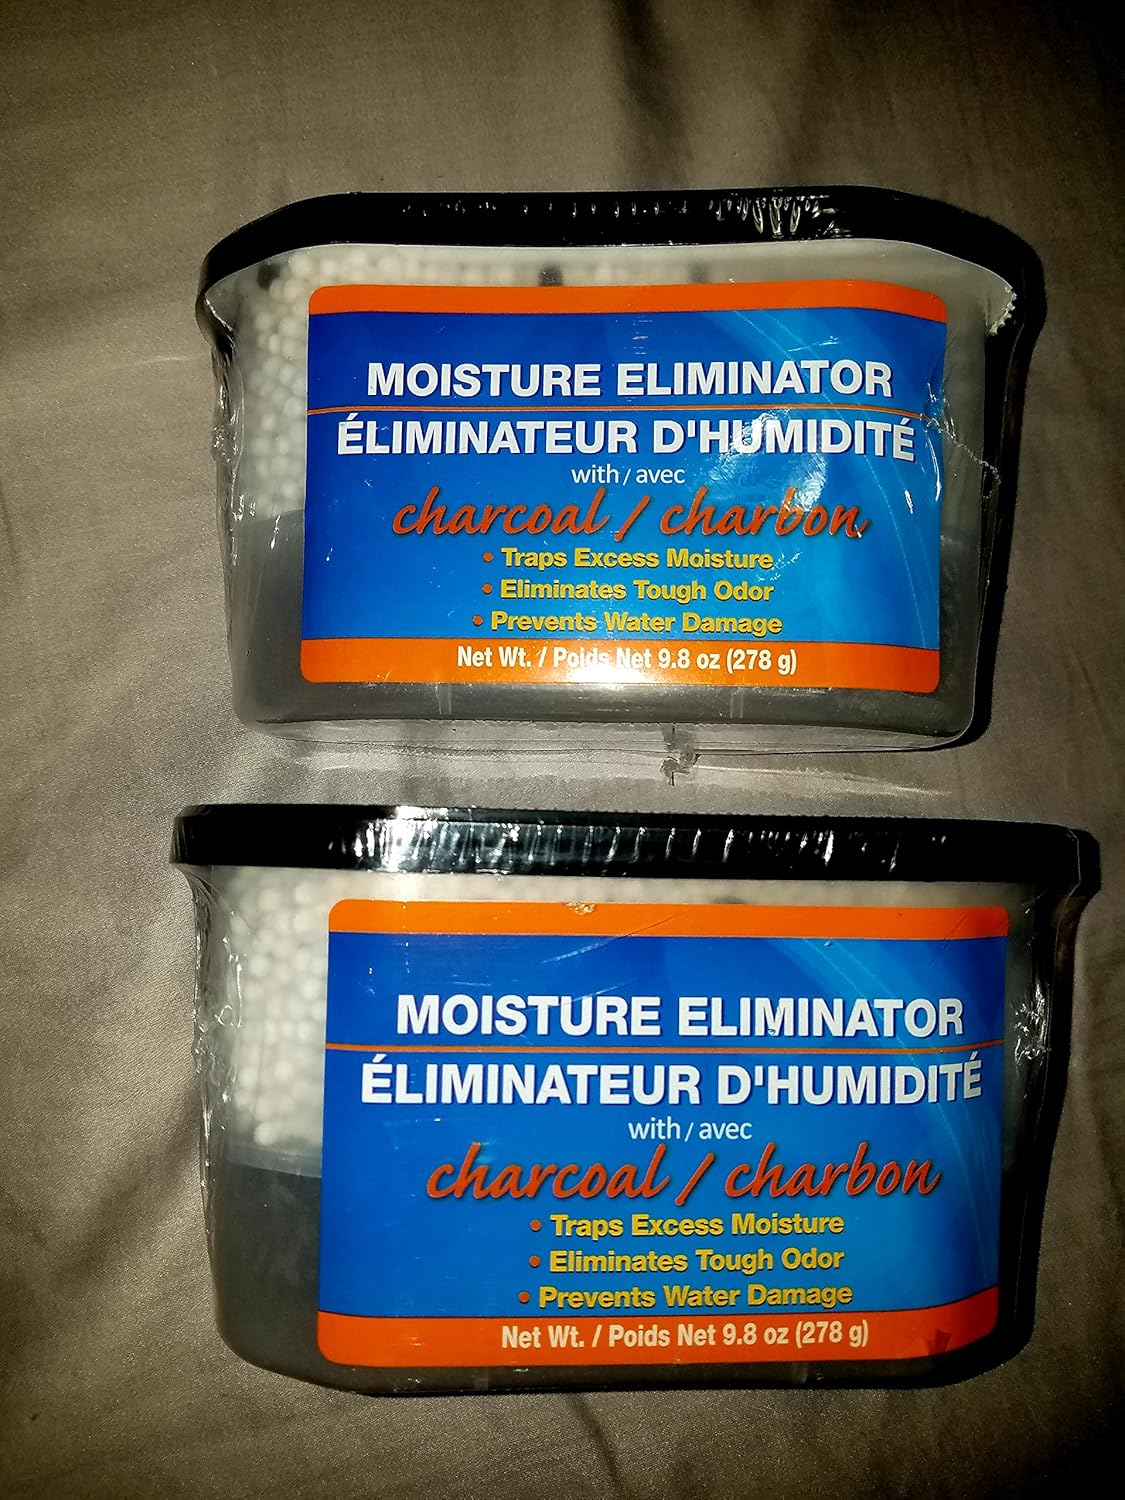 MOISTURE ELIMINATOR
ÉLIMINATEUR D'HUMIDITÉ
with / avec
charcoal / charbon
• Traps Excess Moisture
• Eliminates Tough Odor
• Prevents Water Damage
Net Wt. / Poids Net 9.8 oz (278 g)
MOISTURE ELIMINATOR
ÉLIMINATEUR D'HUMIDITÉ
with / avec
charcoal / charbon
• Traps Excess Moisture
• Eliminates Tough Odor
• Prevents Water Damage
Net Wt. / Poids Net 9.8 oz (278 g)